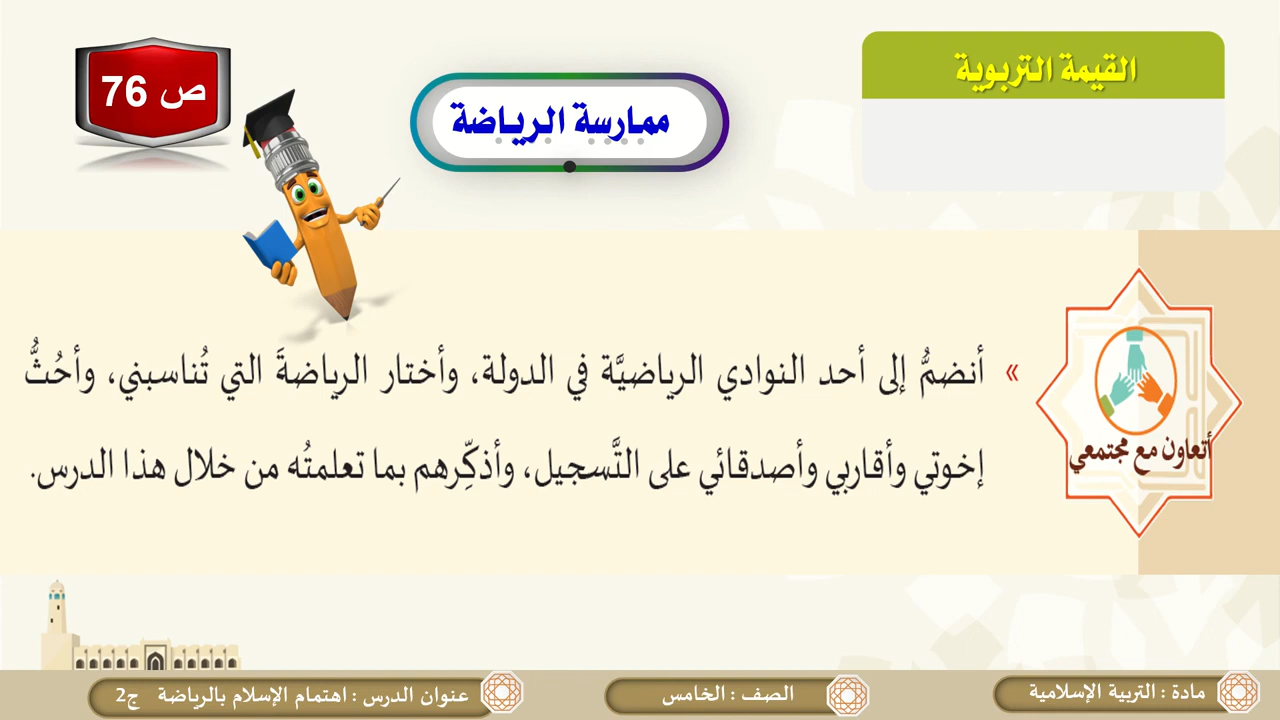 القيمة التربوية
ممارسة الرياضة
ص 76
» أنضمُّ إلى أحد النوادي الرياضيَّة في الدولة، وأختار الرياضةَ التي تُناسبني، وأحُثُّ
إخوتي وأقاربي وأصدقائي على التَّسجيل، وأذكِّرهم بما تعلمتُه من خلال هذا الدرس.
أتعاون مع مجتمعي
مادة : التربية الإسلامية
الصف : الخامس
عنوان الدرس : اهتمام الإسلام بالرياضة ج2